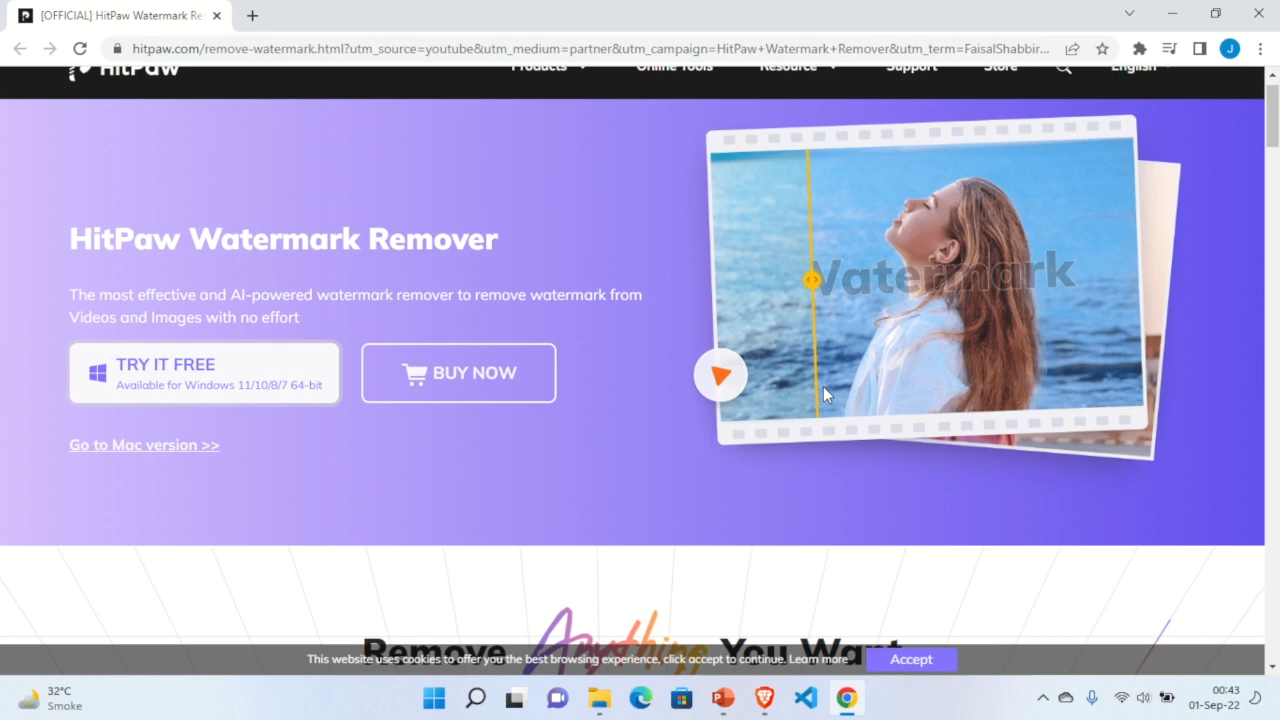 [OFFICIAL] HitPaw Watermark Re
hitpaw.com/remove-watermark.html?utm_source=youtube&utm_medium=partner&utm_campaign=HitPaw+Watermark+Remover&utm_term=FaisalShabbir...
J
HitPaw Products Online Tools Resource Support Store English
HitPaw Watermark Remover
The most effective and AI-powered watermark remover to remove watermark from
Videos and Images with no effort
TRY IT FREE
Available for Windows 11/10/8/7 64-bit
BUY NOW
Go to Mac version >>
Watermark
Remove Anything You Want
This website uses cookies to offer you the best browsing experience, click accept to continue. Learn more
Accept
32°C
Smoke
00:43
01-Sep-22